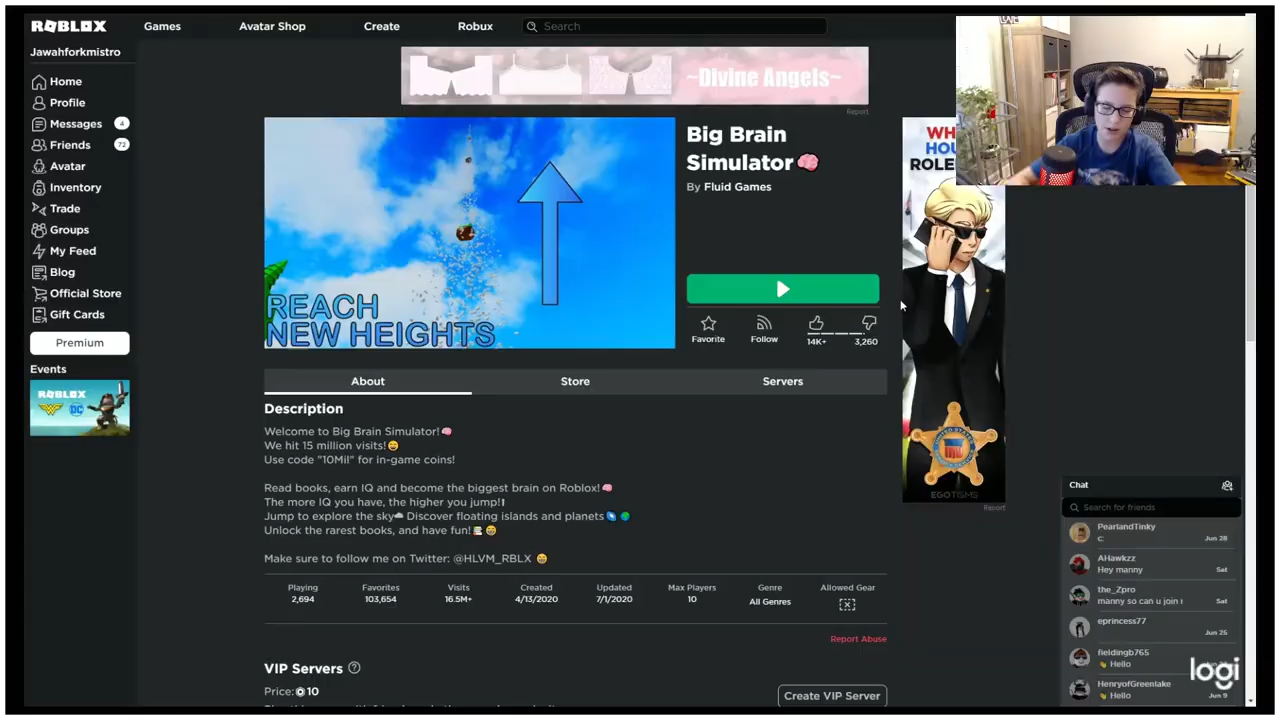 ROBLOX
Games
Avatar Shop
Create
Robux
Search
Jawahforkmistro
Home
Profile
Messages
4
Friends
72
Avatar
Inventory
Trade
Groups
My Feed
Blog
Official Store
Gift Cards
Premium
Events
ROBLOX
DC
~Divine Angels~
Report
REACH
NEW HEIGHTS
Big Brain
Simulator🧠
By Fluid Games
Favorite
Follow
14K+
3,260
ROLE
EGOTISMS
Report
About
Store
Servers
Description
Welcome to Big Brain Simulator!🧠
We hit 15 million visits!😄
Use code "10Mil" for in-game coins!
Read books, earn IQ and become the biggest brain on Roblox!🧠
The more IQ you have, the higher you jump!
Jump to explore the sky☁ Discover floating islands and planets🌌 🌍
Unlock the rarest books, and have fun!📚 😄
Make sure to follow me on Twitter: @HLVM_RBLX 😄
Playing
2,694
Favorites
103,654
Visits
16.5M+
Created
4/13/2020
Updated
7/1/2020
Max Players
10
Genre
All Genres
Allowed Gear
Report Abuse
VIP Servers
Price: 10
Create VIP Server
Chat
Search for friends
PearlandTinky
C:
Jun 28
AHawkzz
Hey manny
Sat
the_Zpro
manny so can u join
Sat
eprincess77
Jun 25
fieldingb765
👋 Hello
HenryofGreenlake
👋 Hello
Jun 9
logi